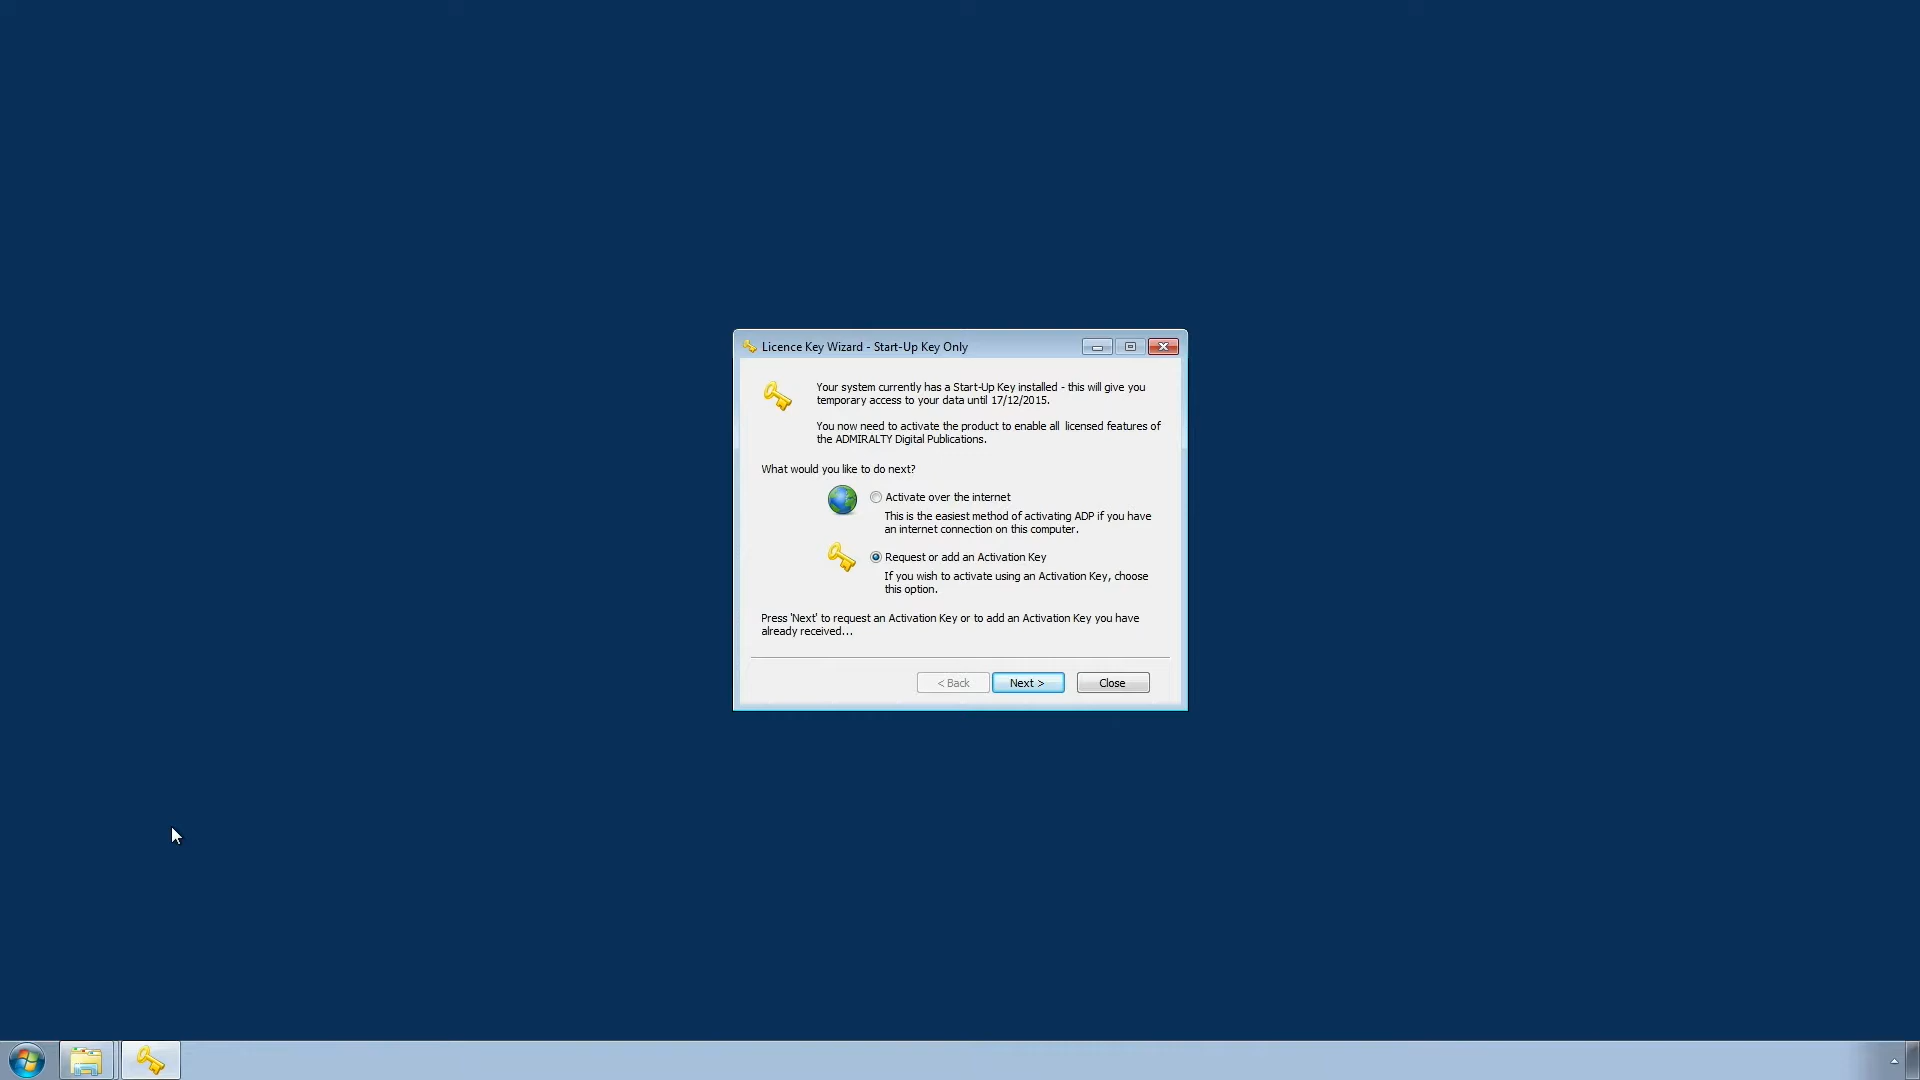 Licence Key Wizard - Start-Up Key Only
Your system currently has a Start-Up Key installed - this will give you
temporary access to your data until 17/12/2015.
You now need to activate the product to enable all licensed features of
the ADMIRALTY Digital Publications.
What would you like to do next?
Activate over the internet
This is the easiest method of activating ADP if you have
an internet connection on this computer.
Request or add an Activation Key
If you wish to activate using an Activation Key, choose
this option.
Press 'Next' to request an Activation Key or to add an Activation Key you have
already received...
< Back
Next >
Close